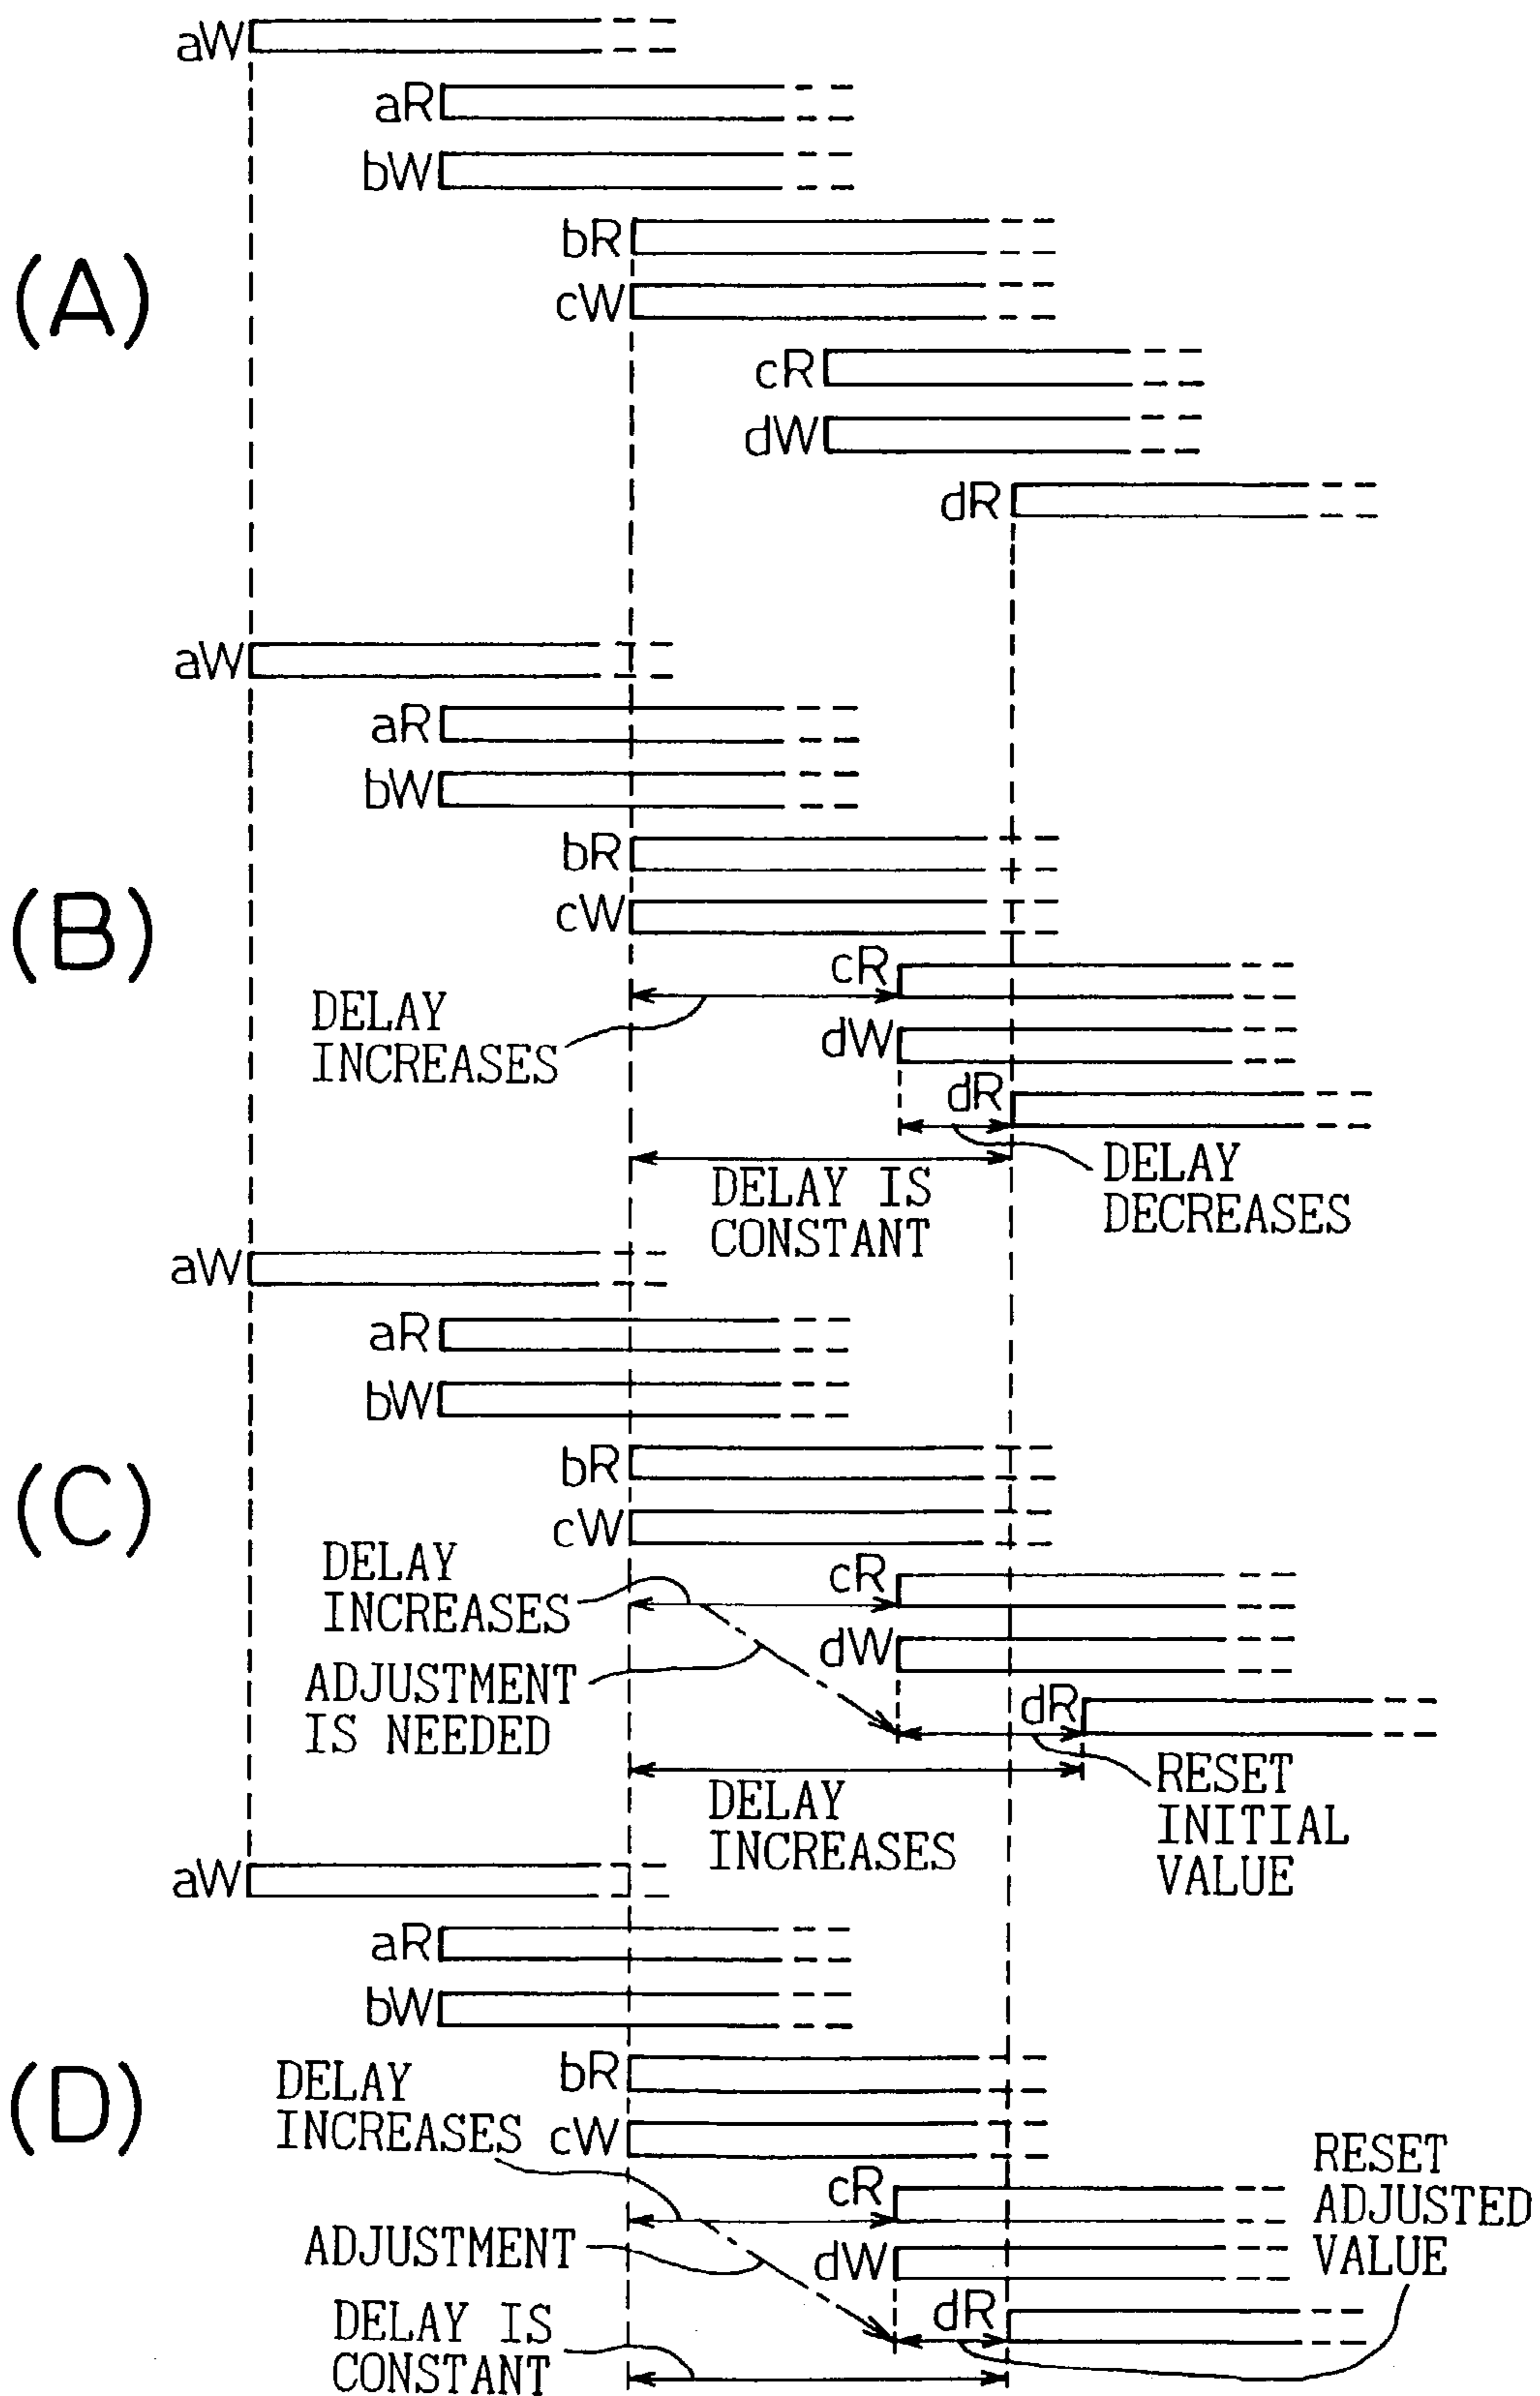 aW
aR
bW
bR
(A)
cW
cR
dW
dR
aW
aR
bW
bR
(B)
cW
cR
DELAY
INCREASES
dW
dR
DELAY
DECREASES
DELAY IS
CONSTANT
aW
aR
bW
bR
(C)
cW
DELAY
INCREASES
cR
dW
ADJUSTMENT
IS NEEDED
dR
RESET
INITIAL
VALUE
DELAY
INCREASES
aW
aR
bW
bR
(D)
DELAY
INCREASES
cW
cR
RESET
ADJUSTED
VALUE
ADJUSTMENT
dW
dR
DELAY IS
CONSTANT